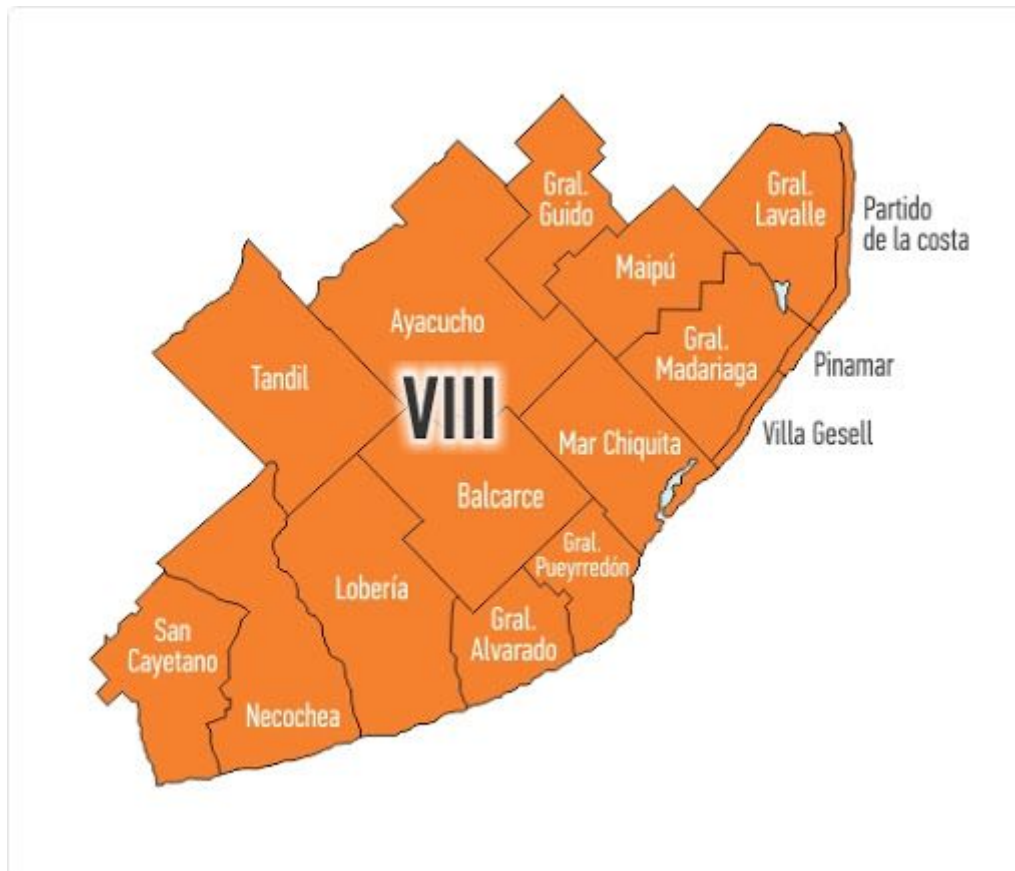 Gral.
Guido
Gral.
Lavalle
Partido
de la costa
Maipú
Ayacucho
Gral.
Madariaga
Pinamar
Tandil
VIII
Villa Gesell
Mar Chiquita
Balcarce
Gral.
Pueyrredón
Lobería
Gral.
Alvarado
San
Cayetano
Necochea